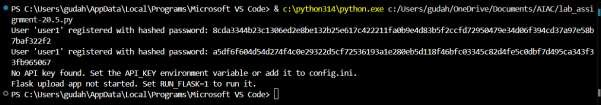 PS C:\Users\gudah\AppData\Local\Programs\Microsoft VS Code> & c:\python314\python.exe c:/Users/gudah/OneDrive/Documents/AIAC/lab_assi
gnment-20.5.py
User 'user1' registered with hashed password: 8cda3344b23c1306ed2e8be132b25e617c422211fa0b9e4d83b5f2ccfd72950479e34d06f394cd37a97e58b
7baf322f2
User 'user1' registered with hashed password: a5df6f604d54d274f4c0e29322d5cf72536193a1e280eb5d118f46bfc03345c82d4fe5c0dbf7d495ca343f3
3fb965067
No API key found. Set the API_KEY environment variable or add it to config.ini.
Flask upload app not started. Set RUN_FLASK=1 to run it.
PS C:\Users\gudah\AppData\Local\Programs\Microsoft VS Code>